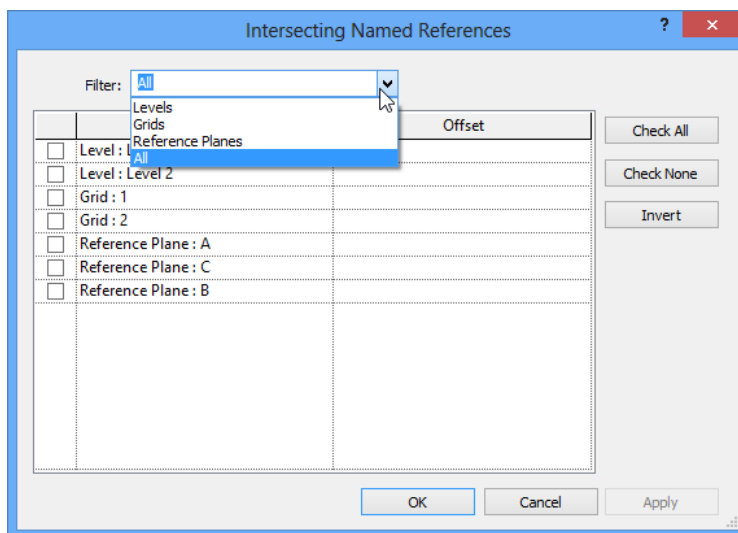 Intersecting Named References
?
Filter: All
Levels
Grids
Reference Planes
All
Offset
Level : L
Level : Level 2
Grid : 1
Grid : 2
Reference Plane : A
Reference Plane : C
Reference Plane : B
Check All
Check None
Invert
OK
Cancel
Apply